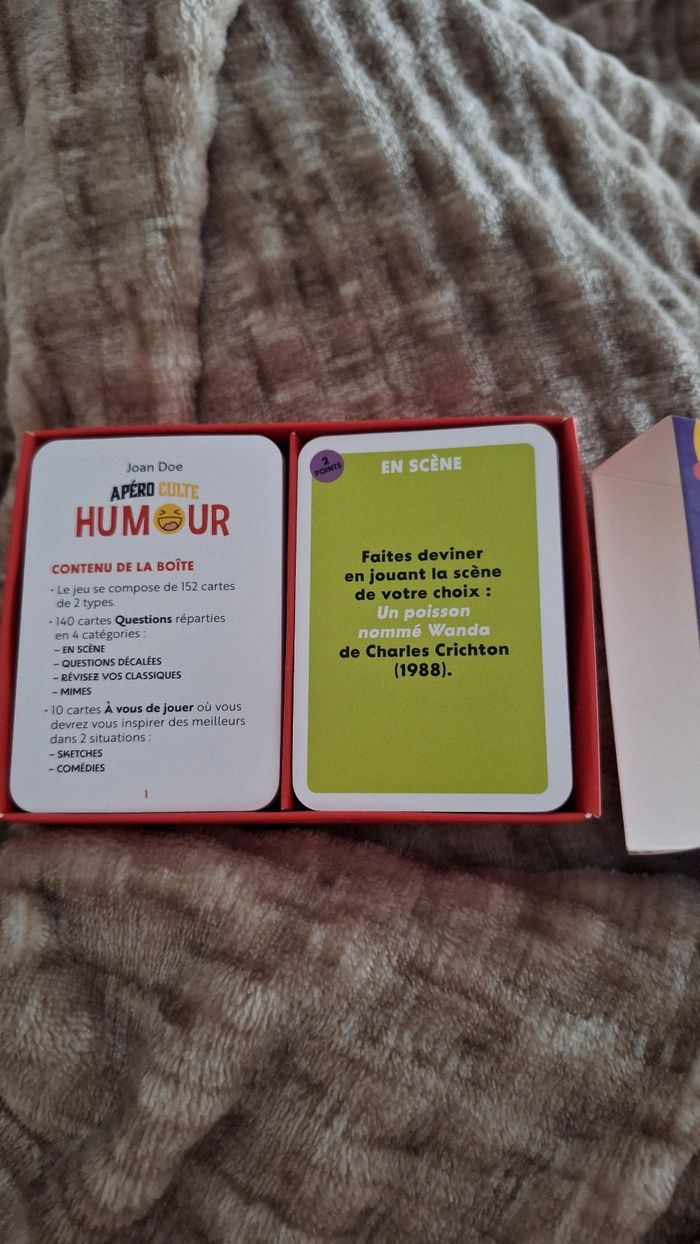 Joan Doe
APÉRO CULTE
HUMOUR
CONTENU DE LA BOÎTE
• Le jeu se compose de 152 cartes
de 2 types.
• 140 cartes Questions réparties
en 4 catégories :
– EN SCÈNE
– QUESTIONS DÉCALÉES
– RÉVISEZ VOS CLASSIQUES
– MIMES
• 10 cartes À vous de jouer où vous
devrez vous inspirer des meilleurs
dans 2 situations :
– SKETCHES
– COMÉDIES
1
2
POINTS
EN SCÈNE
Faites deviner
en jouant la scène
de votre choix :
Un poisson
nommé Wanda
de Charles Crichton
(1988).